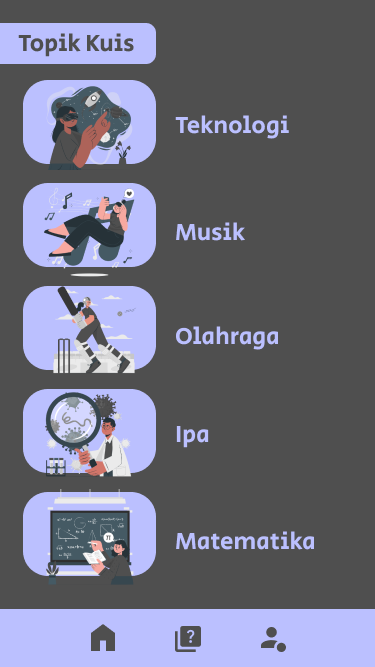 Topik Kuis
Teknologi
Musik
Olahraga
Ipa
Matematika